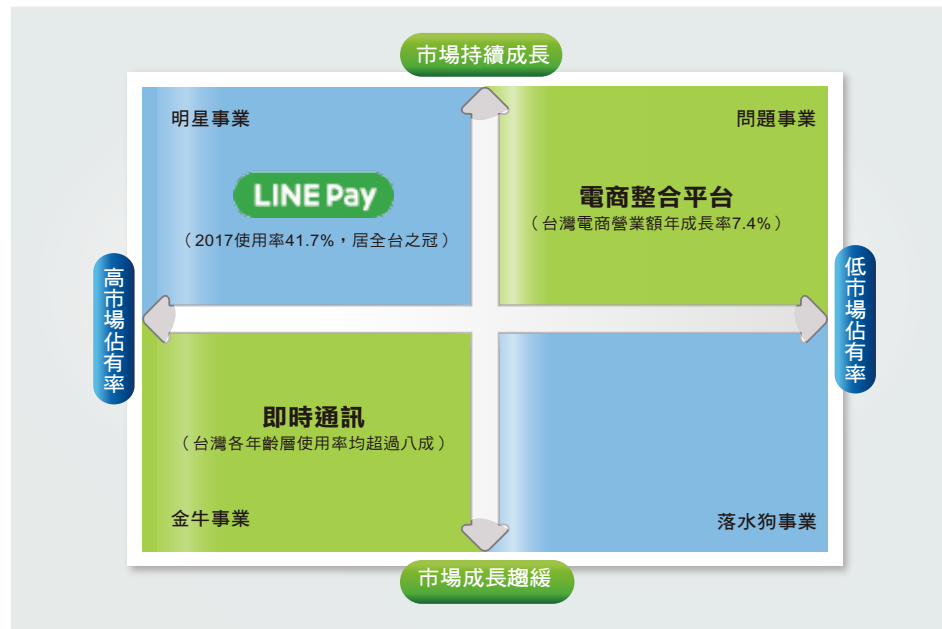 市場持續成長
明星事業
問題事業
LINE Pay
（2017使用率41.7%，居全台之冠）
電商整合平台
（台灣電商營業額年成長率7.4%）
高市場佔有率
低市場佔有率
即時通訊
（台灣各年齡層使用率均超過八成）
金牛事業
落水狗事業
市場成長趨緩